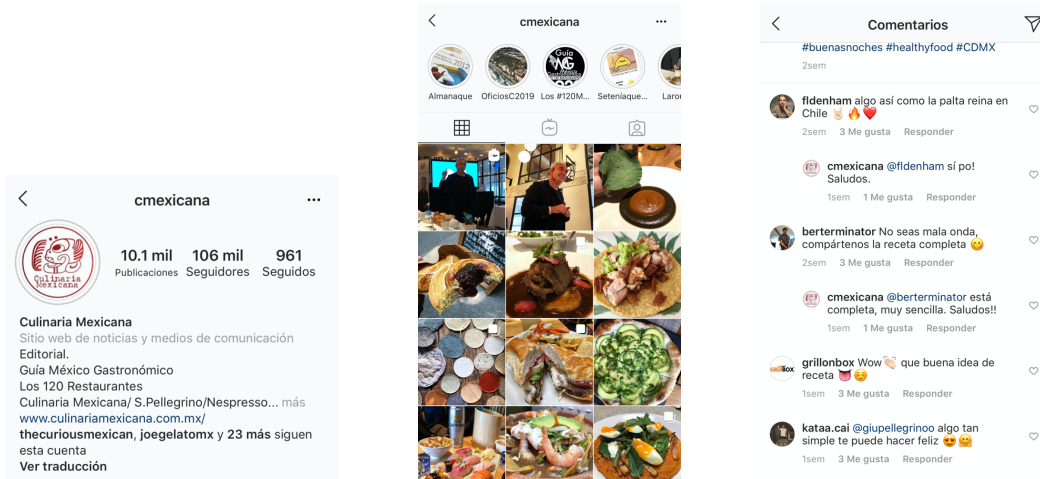 cmexicana
10.1 mil 106 mil 961
Publicaciones Seguidores Seguidos
Culinaria
Mexicana
Culinaria Mexicana
Sitio web de noticias y medios de comunicación
Editorial.
Guía México Gastronómico
Los 120 Restaurantes
Culinaria Mexicana/ S.Pellegrino/Nespresso... más
www.culinariamexicana.com.mx/
thecuriousmexican, joegelatomx y 23 más siguen
esta cuenta
Ver traducción
cmexicana
Guía
Almanaque OficiosC2019 Los #120M... Seteníaque... Larou
Comentarios
#buenasnoches #healthyfood #CDMX
2sem
fldenham algo así como la palta reina en
Chile ✌🏻🔥❤️
2sem 3 Me gusta Responder
cmexicana @fldenham sí po!
Saludos.
1sem 1 Me gusta Responder
berterminator No seas mala onda,
compártenos la receta completa 😋
2sem 3 Me gusta Responder
cmexicana @berterminator está
completa, muy sencilla. Saludos!!
1sem 1 Me gusta Responder
GRILLONBOX
grillonbox Wow👏🏻 que buena idea de
receta 👅☺️
1sem 3 Me gusta Responder
kataa.cai @giupellegrinoo algo tan
simple te puede hacer feliz 😍🤗
1sem 3 Me gusta Responder